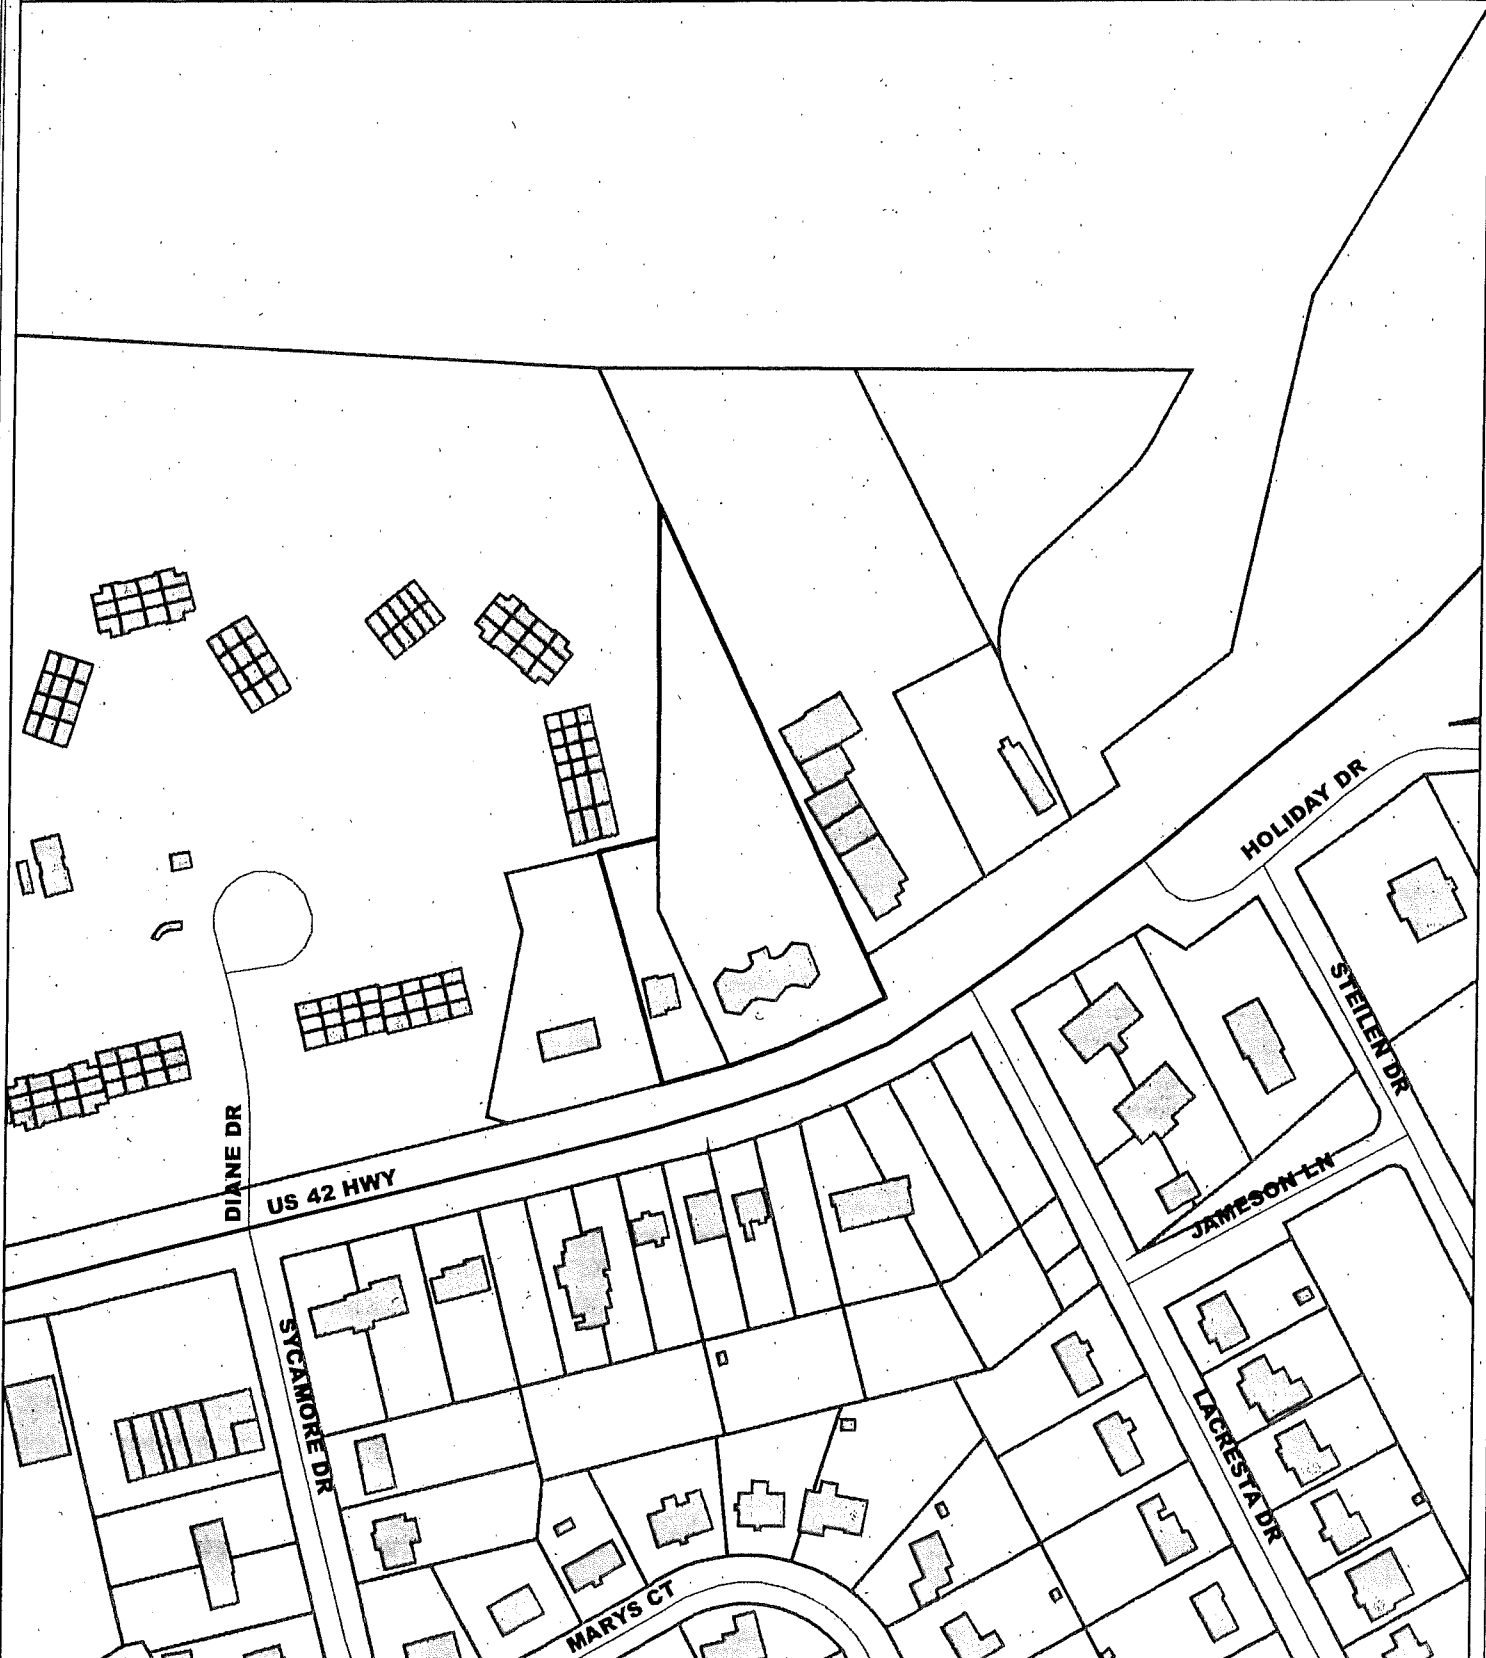 HOLIDAY DR
STEILEN DR
DIANE DR
US 42 HWY
JAMESON LN
SYCAMORE DR
LACRESTA DR
MARYS CT